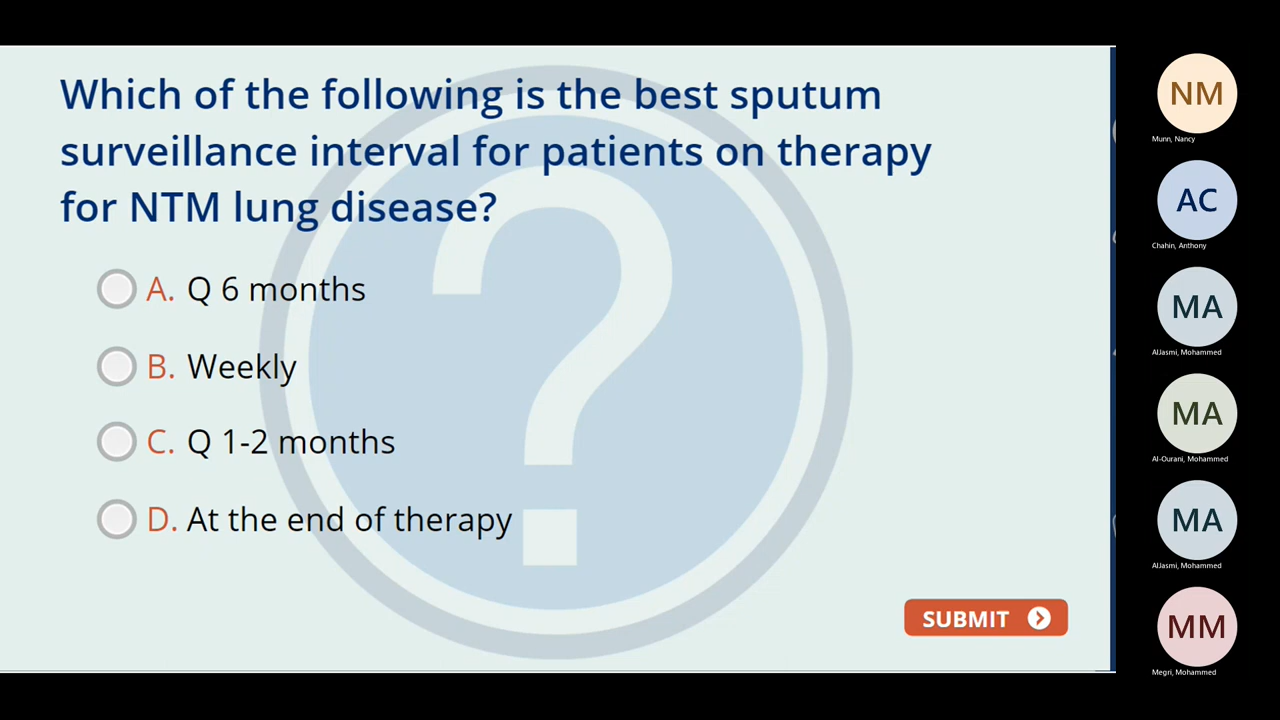 Which of the following is the best sputum
surveillance interval for patients on therapy
for NTM lung disease?
A. Q 6 months
B. Weekly
C. Q 1-2 months
D. At the end of therapy
SUBMIT
NM
Munn, Nancy
AC
Chahin, Anthony
MA
AlJasmi, Mohammed
MA
Al-Ourani, Mohammed
MA
AlJasmi, Mohammed
MM
Megri, Mohammed